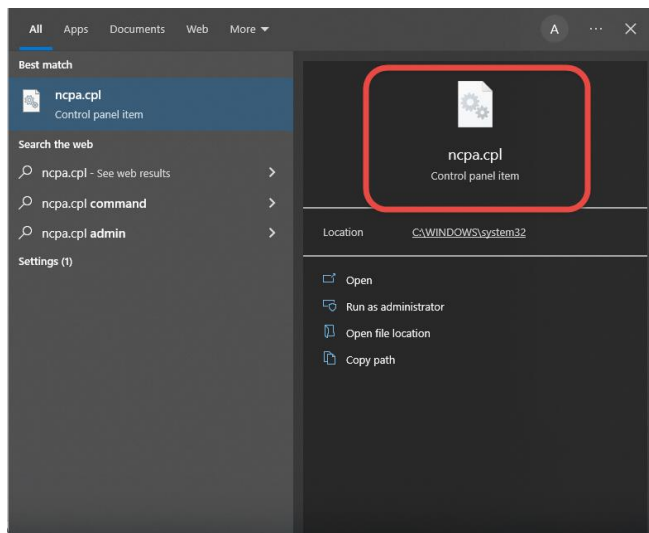 All Apps Documents Web More A ...
Best match
ncpa.cpl
Control panel item
Search the web
ncpa.cpl - See web results
ncpa.cpl command
ncpa.cpl admin
Settings (1)
ncpa.cpl
Control panel item
Location C:\WINDOWS\system32
Open
Run as administrator
Open file location
Copy path